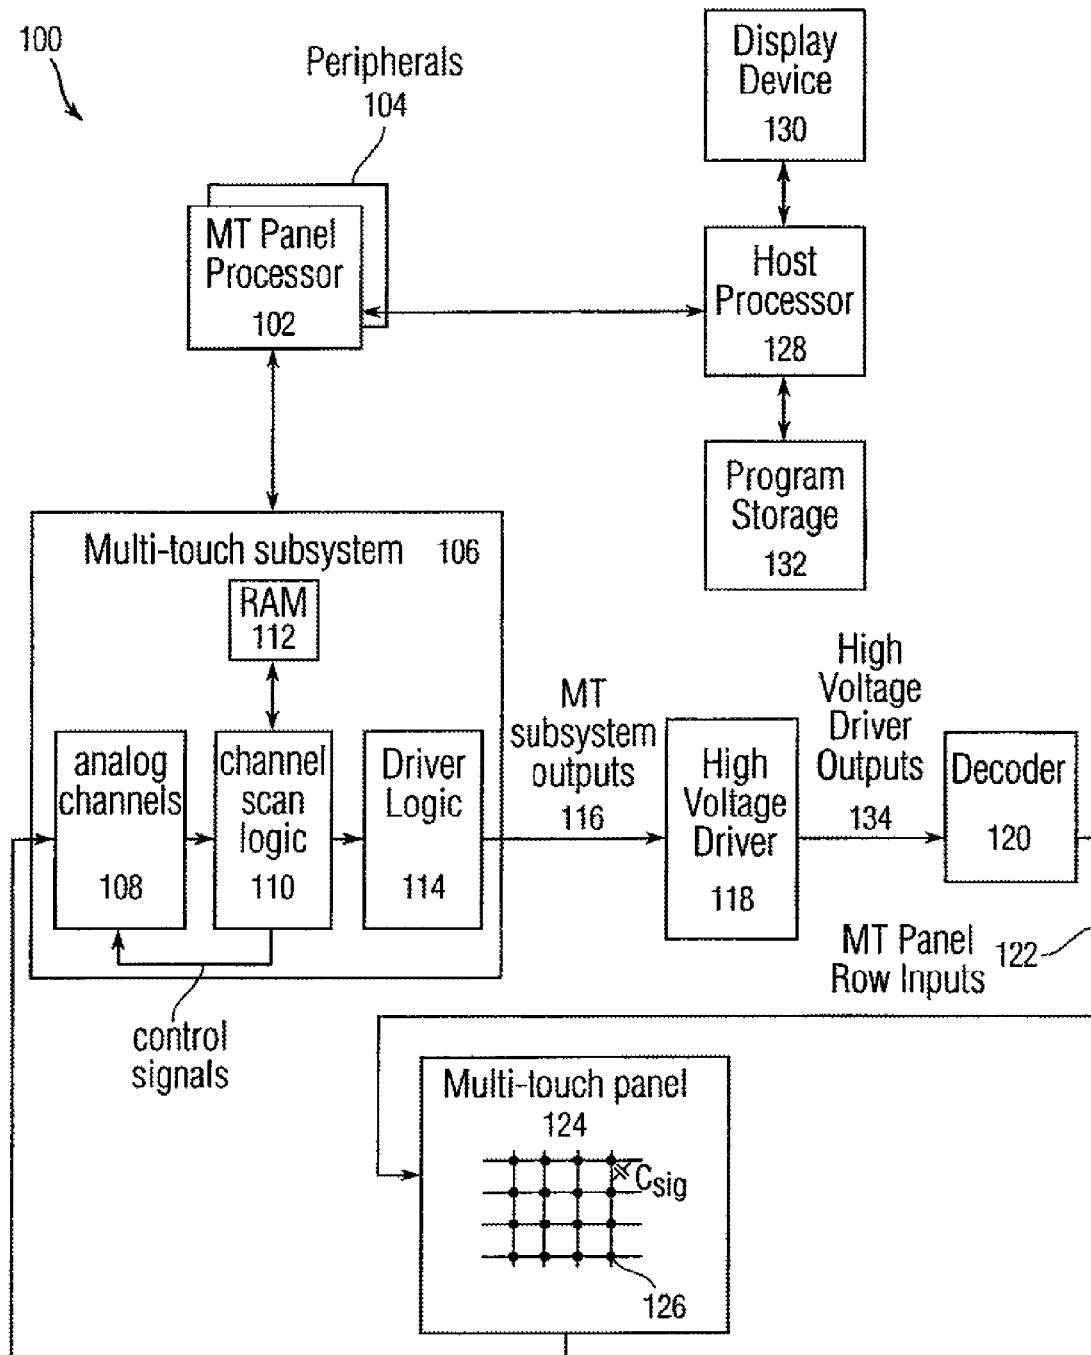 100
Peripherals
104
Display
Device
130
MT Panel
Processor
102
Host
Processor
128
Program
Storage
132
Multi-touch subsystem 106
RAM
112
analog
channels
108
channel
scan
logic
110
Driver
Logic
114
MT
subsystem
outputs
116
High
Voltage
Driver
118
High
Voltage
Driver
Outputs
134
Decoder
120
control
signals
MT Panel
Row Inputs
122
Multi-touch panel
124
Csig
126